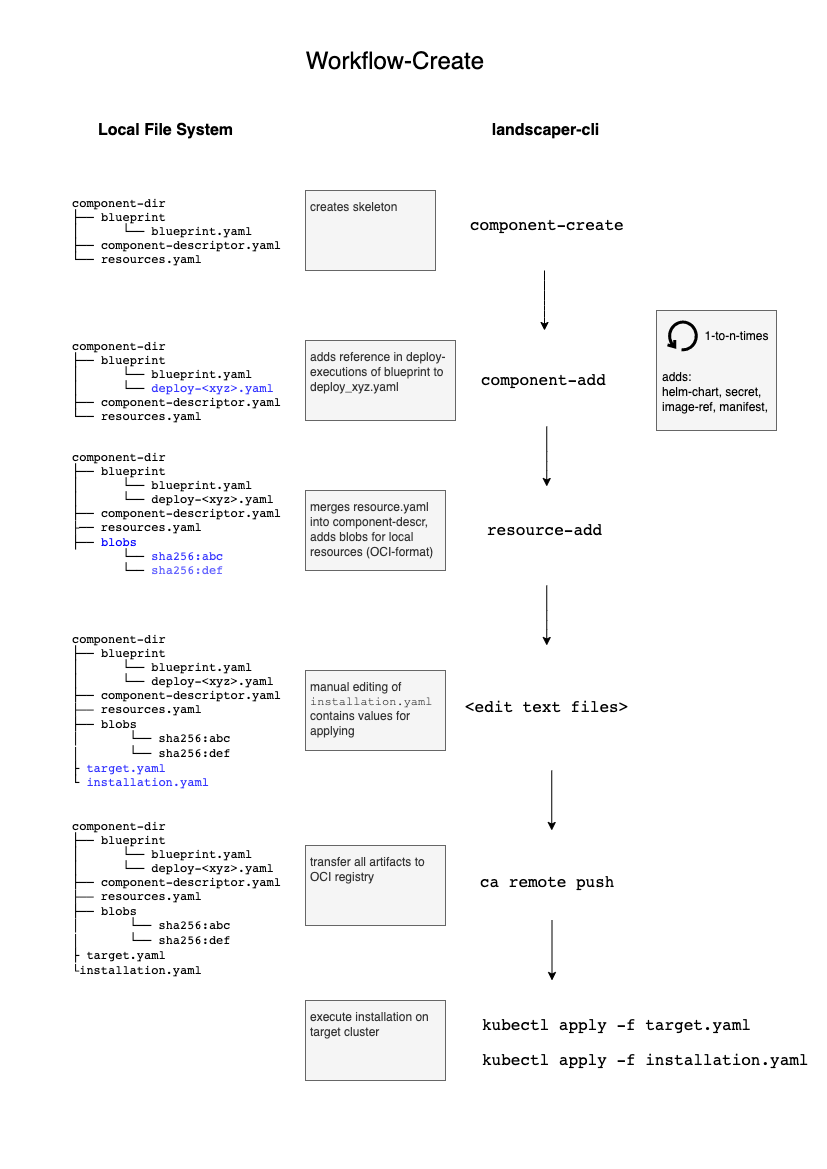 Workflow-Create
Local File System
landscaper-cli
component-dir
├── blueprint
│      └── blueprint.yaml
├── component-descriptor.yaml
└── resources.yaml
creates skeleton
component-create
component-dir
├── blueprint
│      ├── blueprint.yaml
│      └── deploy-<xyz>.yaml
├── component-descriptor.yaml
└── resources.yaml
adds reference in deploy-
executions of blueprint to
deploy_xyz.yaml
component-add
1-to-n-times
adds:
helm-chart, secret,
image-ref, manifest,
component-dir
├── blueprint
│      └── blueprint.yaml
│      └── deploy-<xyz>.yaml
├── component-descriptor.yaml
├── resources.yaml
├── blobs
       └── sha256:abc
       └── sha256:def
merges resource.yaml
into component-descr,
adds blobs for local
resources (OCI-format)
resource-add
component-dir
├── blueprint
│      └── blueprint.yaml
│      └── deploy-<xyz>.yaml
├── component-descriptor.yaml
├── resources.yaml
├── blobs
│       └── sha256:abc
│       └── sha256:def
├ target.yaml
└ installation.yaml
manual editing of
installation.yaml
contains values for
applying
<edit text files>
component-dir
├── blueprint
│      └── blueprint.yaml
│      └── deploy-<xyz>.yaml
├── component-descriptor.yaml
├── resources.yaml
├── blobs
│       └── sha256:abc
│       └── sha256:def
├ target.yaml
└installation.yaml
transfer all artifacts to
OCI registry
ca remote push
execute installation on
target cluster
kubectl apply -f target.yaml
kubectl apply -f installation.yaml